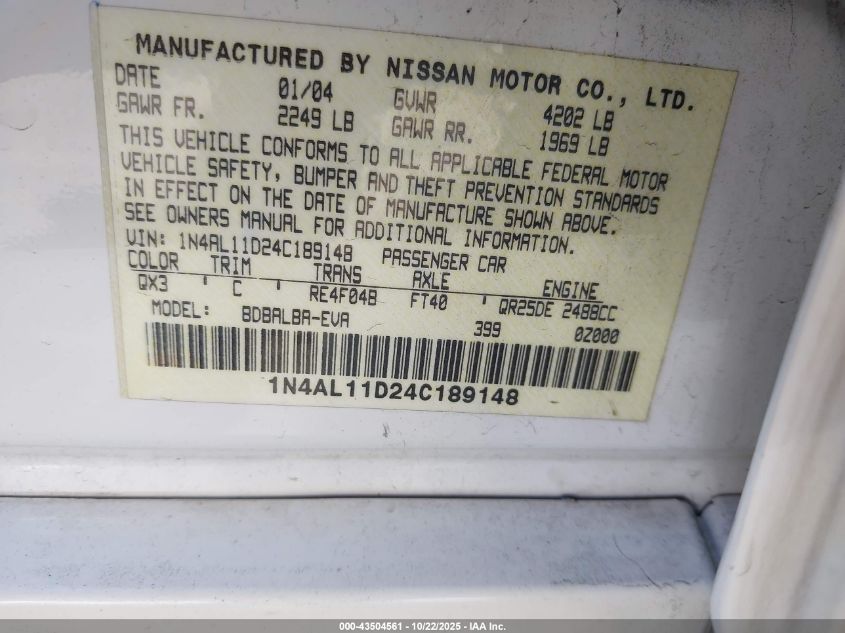 MANUFACTURED BY NISSAN MOTOR CO., LTD.
DATE 01/04 GVWR 4202 LB
GAWR FR. 2249 LB GAWR RR. 1969 LB
THIS VEHICLE CONFORMS TO ALL APPLICABLE FEDERAL MOTOR
VEHICLE SAFETY, BUMPER AND THEFT PREVENTION STANDARDS
IN EFFECT ON THE DATE OF MANUFACTURE SHOWN ABOVE.
SEE OWNERS MANUAL FOR ADDITIONAL INFORMATION.
VIN: 1N4AL11D24C189148 PASSENGER CAR
COLOR TRIM TRANS AXLE ENGINE
QX3 ' C RE4F04B FT40 ' QR25DE 2488CC
MODEL: BDBALBA-EVA 399 0Z000
1N4AL11D24C189148
000-43504561 - 10/22/2025 - IAA Inc.